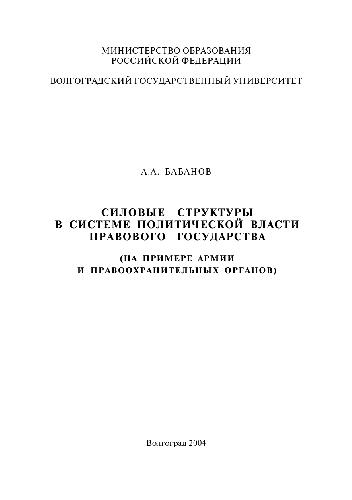 МИНИСТЕРСТВО ОБРАЗОВАНИЯ
РОССИЙСКОЙ ФЕДЕРАЦИИ
ВОЛГОГРАДСКИЙ ГОСУДАРСТВЕННЫЙ УНИВЕРСИТЕТ
А.А. БАБАНОВ
СИЛОВЫЕ СТРУКТУРЫ
В СИСТЕМЕ ПОЛИТИЧЕСКОЙ ВЛАСТИ
ПРАВОВОГО ГОСУДАРСТВА
(НА ПРИМЕРЕ АРМИИ
И ПРАВООХРАНИТЕЛЬНЫХ ОРГАНОВ)
Волгоград 2004